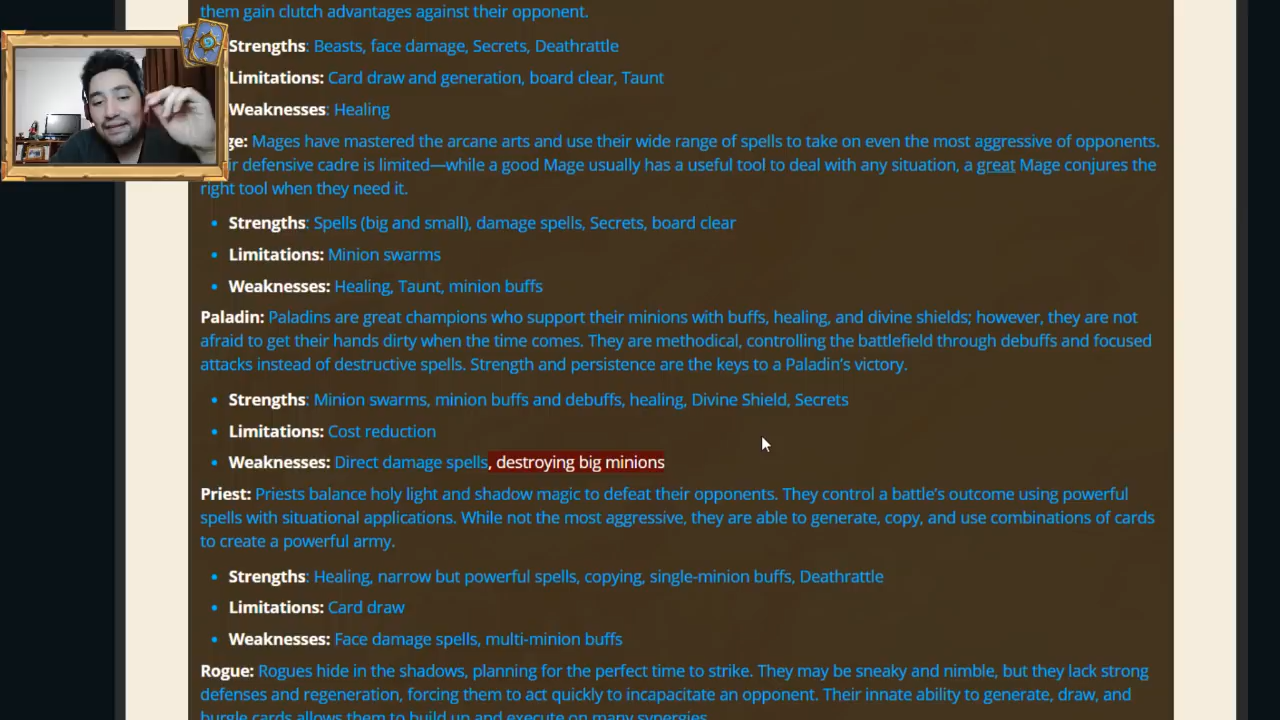 them gain clutch advantages against their opponent.
Strengths: Beasts, face damage, Secrets, Deathrattle
Limitations: Card draw and generation, board clear, Taunt
Weaknesses: Healing
Mages have mastered the arcane arts and use their wide range of spells to take on even the most aggressive of opponents.
defensive cadre is limited—while a good Mage usually has a useful tool to deal with any situation, a great Mage conjures the
right tool when they need it.
• Strengths: Spells (big and small), damage spells, Secrets, board clear
• Limitations: Minion swarms
• Weaknesses: Healing, Taunt, minion buffs
Paladin: Paladins are great champions who support their minions with buffs, healing, and divine shields; however, they are not
afraid to get their hands dirty when the time comes. They are methodical, controlling the battlefield through debuffs and focused
attacks instead of destructive spells. Strength and persistence are the keys to a Paladin's victory.
• Strengths: Minion swarms, minion buffs and debuffs, healing, Divine Shield, Secrets
• Limitations: Cost reduction
• Weaknesses: Direct damage spells, destroying big minions
Priest: Priests balance holy light and shadow magic to defeat their opponents. They control a battle's outcome using powerful
spells with situational applications. While not the most aggressive, they are able to generate, copy, and use combinations of cards
to create a powerful army.
• Strengths: Healing, narrow but powerful spells, copying, single-minion buffs, Deathrattle
• Limitations: Card draw
• Weaknesses: Face damage spells, multi-minion buffs
Rogue: Rogues hide in the shadows, planning for the perfect time to strike. They may be sneaky and nimble, but they lack strong
defenses and regeneration, forcing them to act quickly to incapacitate an opponent. Their innate ability to generate, draw, and
burgle cards allows them to build up and execute on many synergies.